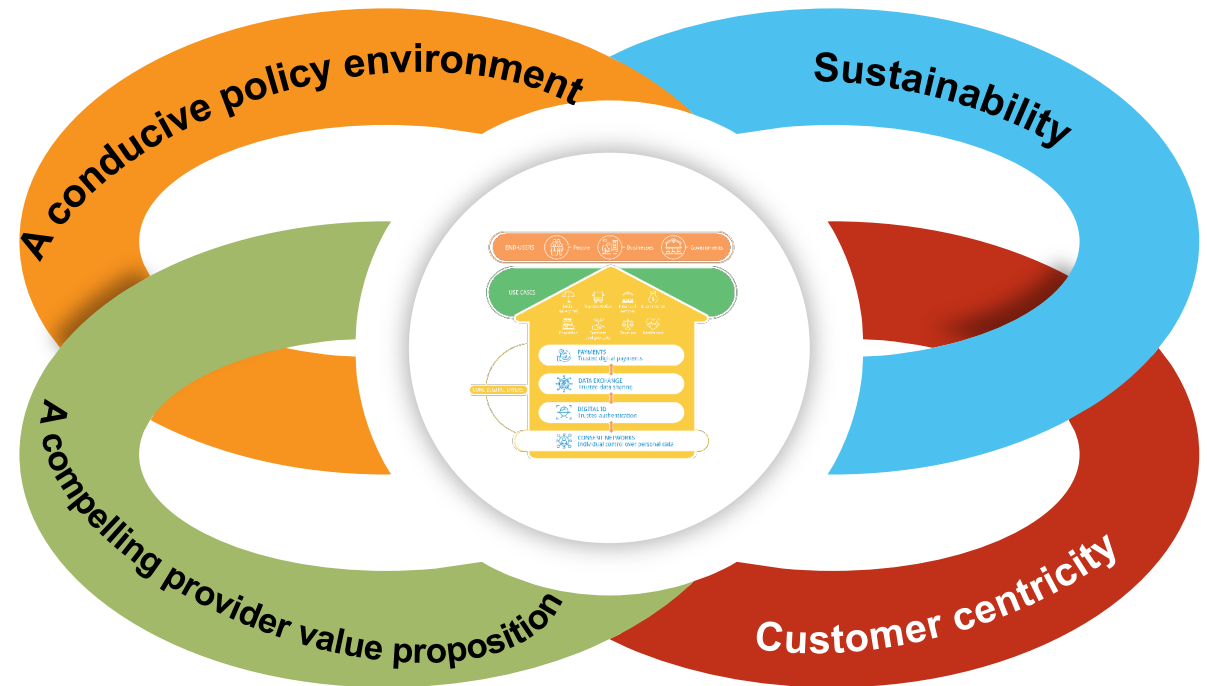 A conducive policy environment
Sustainability
END-USERS
People
Businesses
Governments
USE CASES
PAYMENTS
Trusted digital payments
DATA EXCHANGE
Trusted data sharing
DIGITAL ID
Trusted authentication
CONSENT NETWORKS
Individual control over personal data
A compelling provider value proposition
Customer centricity